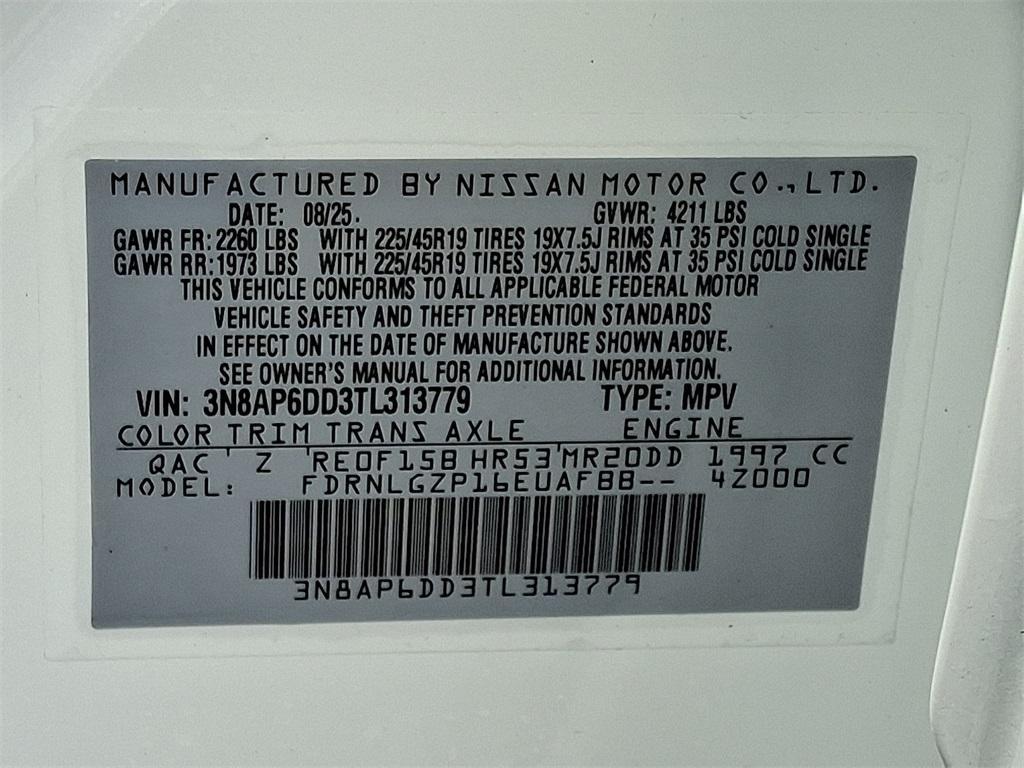 MANUFACTURED BY NISSAN MOTOR CO.,LTD.
DATE: 08/25. GVWR: 4211 LBS
GAWR FR: 2260 LBS WITH 225/45R19 TIRES 19X7.5J RIMS AT 35 PSI COLD SINGLE
GAWR RR: 1973 LBS WITH 225/45R19 TIRES 19X7.5J RIMS AT 35 PSI COLD SINGLE
THIS VEHICLE CONFORMS TO ALL APPLICABLE FEDERAL MOTOR
VEHICLE SAFETY AND THEFT PREVENTION STANDARDS
IN EFFECT ON THE DATE OF MANUFACTURE SHOWN ABOVE.
SEE OWNER'S MANUAL FOR ADDITIONAL INFORMATION.
VIN: 3N8AP6DD3TL313779 TYPE: MPV
COLOR TRIM TRANS AXLE ENGINE
QAC Z RE0F15B HR53 MR20DD 1997 CC
MODEL: FDRNLGZP16EUAFBB-- 4Z000
3N8AP6DD3TL313779